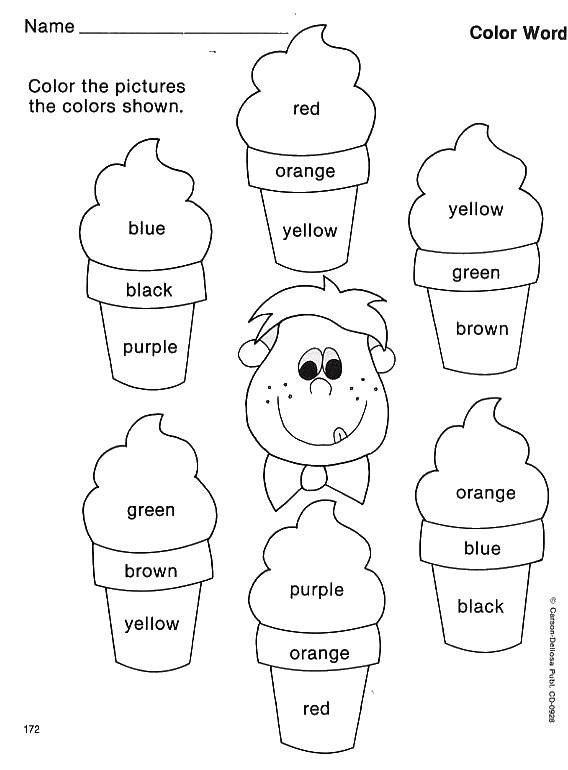 Name
Color Word
Color the pictures
the colors shown.
red
orange
yellow
blue
black
purple
yellow
green
brown
green
brown
yellow
orange
blue
black
purple
orange
red
172
© Carson-Dellosa Publ. CD-0928